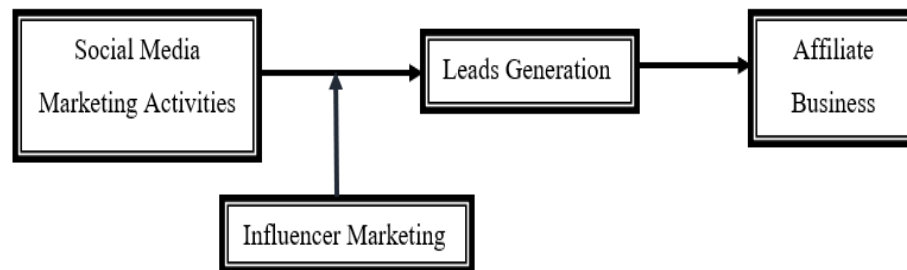 Social Media
Marketing Activities
Leads Generation
Affiliate
Business
Influencer Marketing